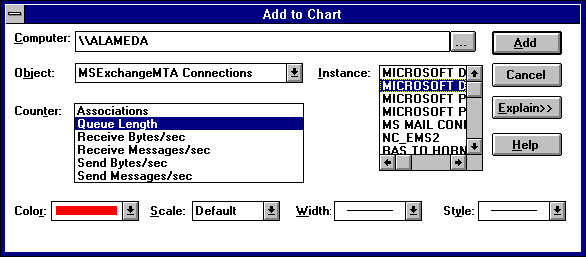 Add to Chart
Computer: \\ALAMEDA ... Add
Object: MSExchangeMTA Connections Instance: MICROSOFT D Cancel
MICROSOFT D
MICROSOFT P
MICROSOFT P
MS MAIL CON
NC_EMS2
RAS TO HORN
Explain>>
Help
Counter: Associations
Queue Length
Receive Bytes/sec
Receive Messages/sec
Send Bytes/sec
Send Messages/sec
Color: Scale: Default Width: Style: